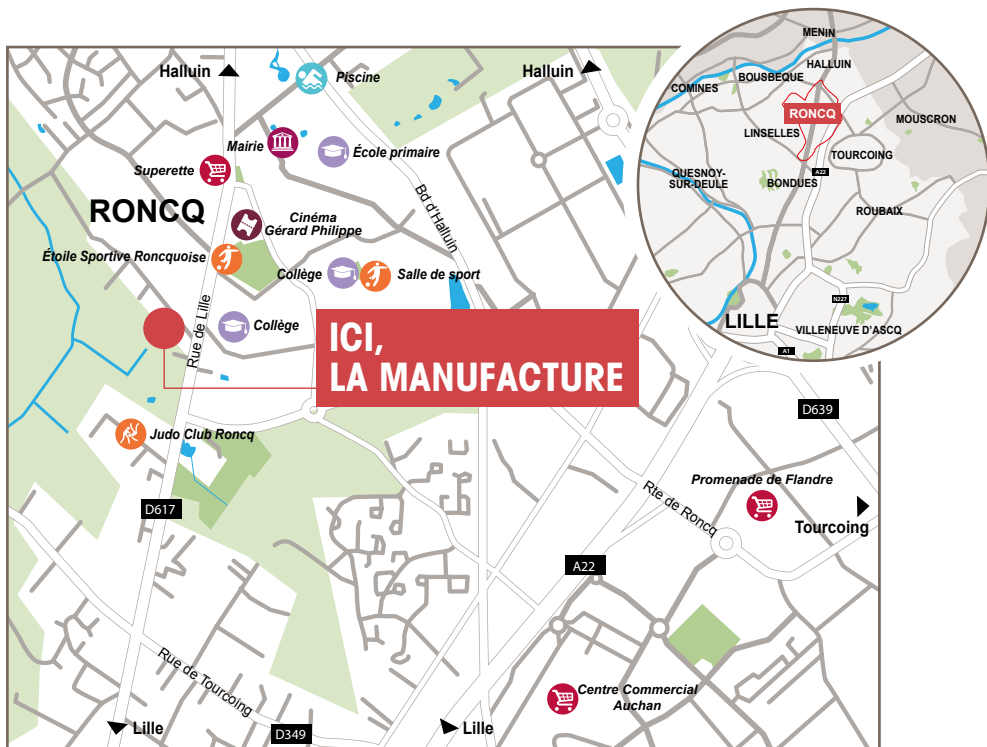 Halluin
Piscine
Halluin
Mairie
École primaire
Superette
RONCQ
Cinéma
Gérard Philippe
Bd d'Halluin
Étoile Sportive Roncquoise
Collège
Salle de sport
Rue de Lille
Collège
ICI,
LA MANUFACTURE
Judo Club Roncq
D639
Promenade de Flandre
Rte de Roncq
D617
Tourcoing
A22
Rue de Tourcoing
Centre Commercial
Auchan
Lille
D349
Lille
MENIN
HALLUIN
BOUSBEQUE
COMINES
RONCQ
MOUSCRON
LINSELLES
TOURCOING
A22
QUESNOY-
SUR-DEULE
BONDUES
ROUBAIX
N227
LILLE
VILLENEUVE D'ASCQ
A1